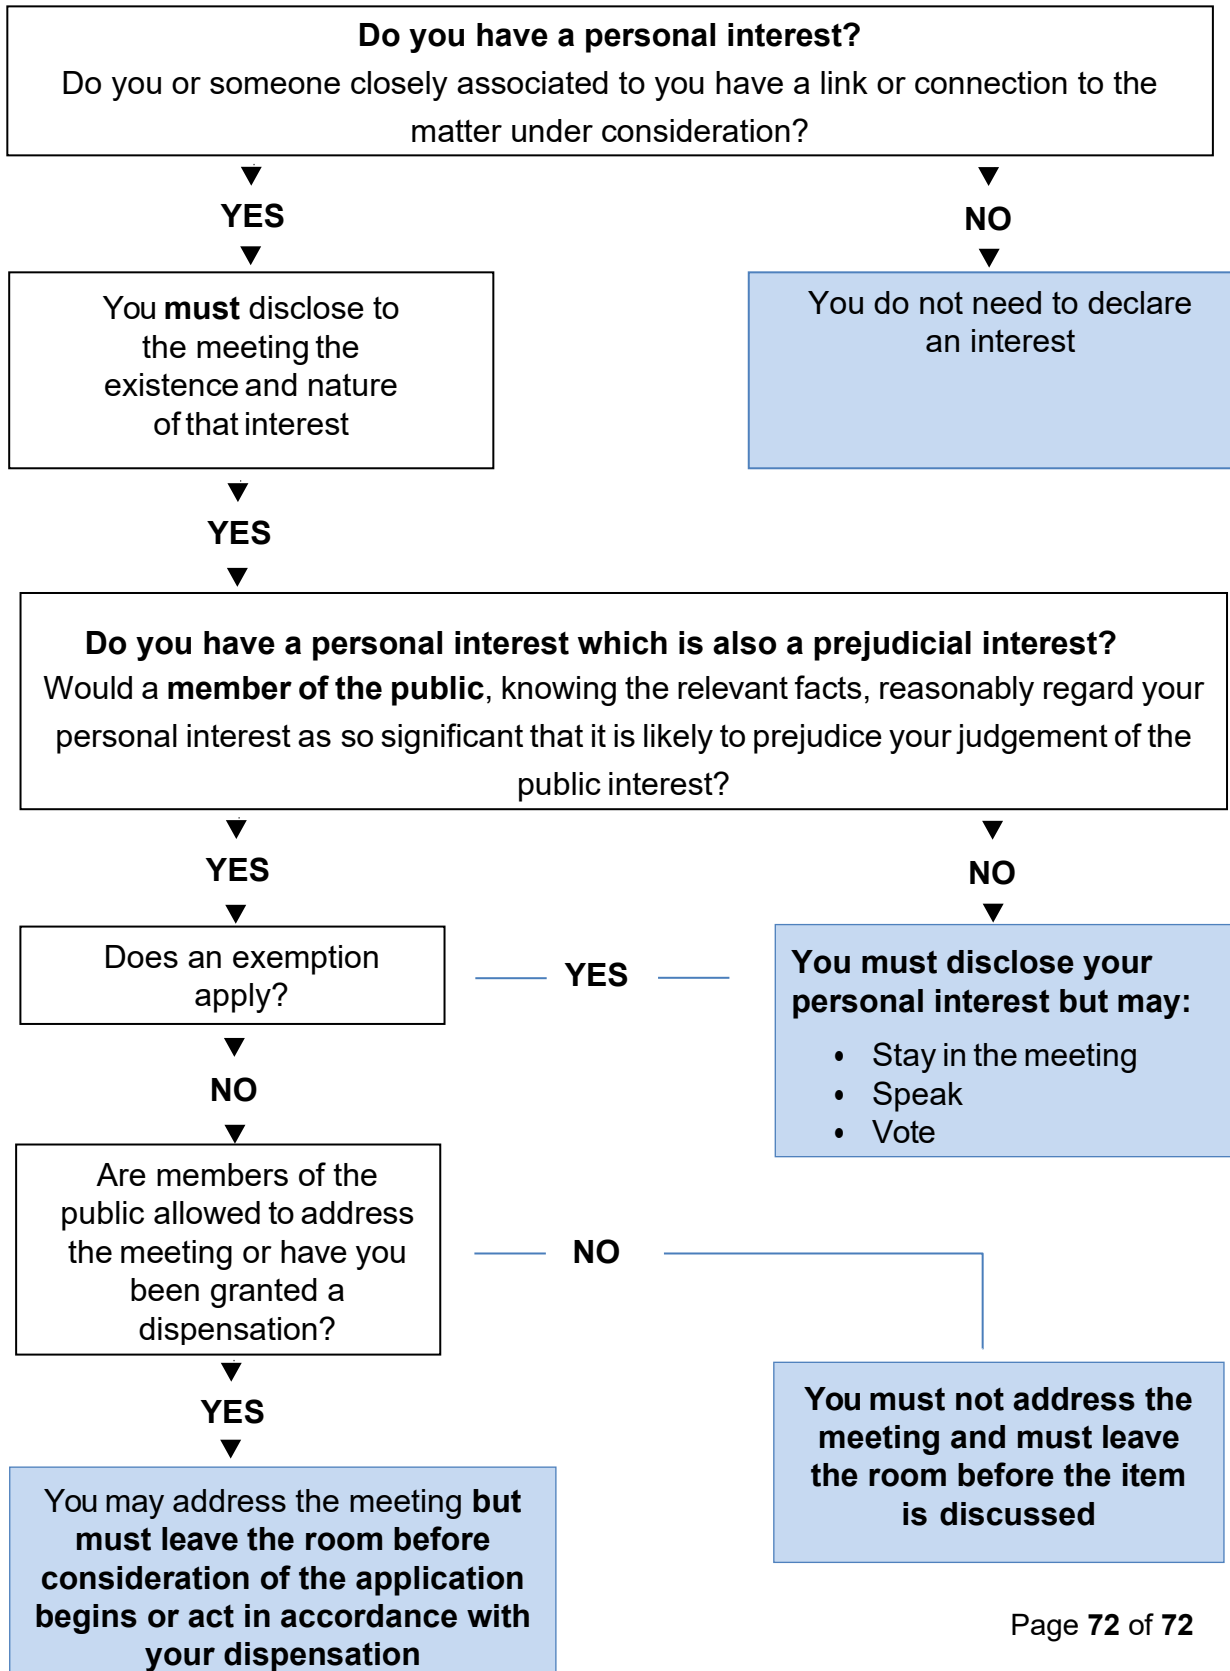 Do you have a personal interest?
Do you or someone closely associated to you have a link or connection to the
matter under consideration?
YES
NO
You must disclose to
the meeting the
existence and nature
of that interest
You do not need to declare
an interest
YES
Do you have a personal interest which is also a prejudicial interest?
Would a member of the public, knowing the relevant facts, reasonably regard your
personal interest as so significant that it is likely to prejudice your judgement of the
public interest?
YES
NO
Does an exemption
apply?
YES
You must disclose your
personal interest but may:
• Stay in the meeting
• Speak
• Vote
NO
Are members of the
public allowed to address
the meeting or have you
been granted a
dispensation?
NO
YES
You must not address the
meeting and must leave
the room before the item
is discussed
You may address the meeting but
must leave the room before
consideration of the application
begins or act in accordance with
your dispensation
Page 72 of 72